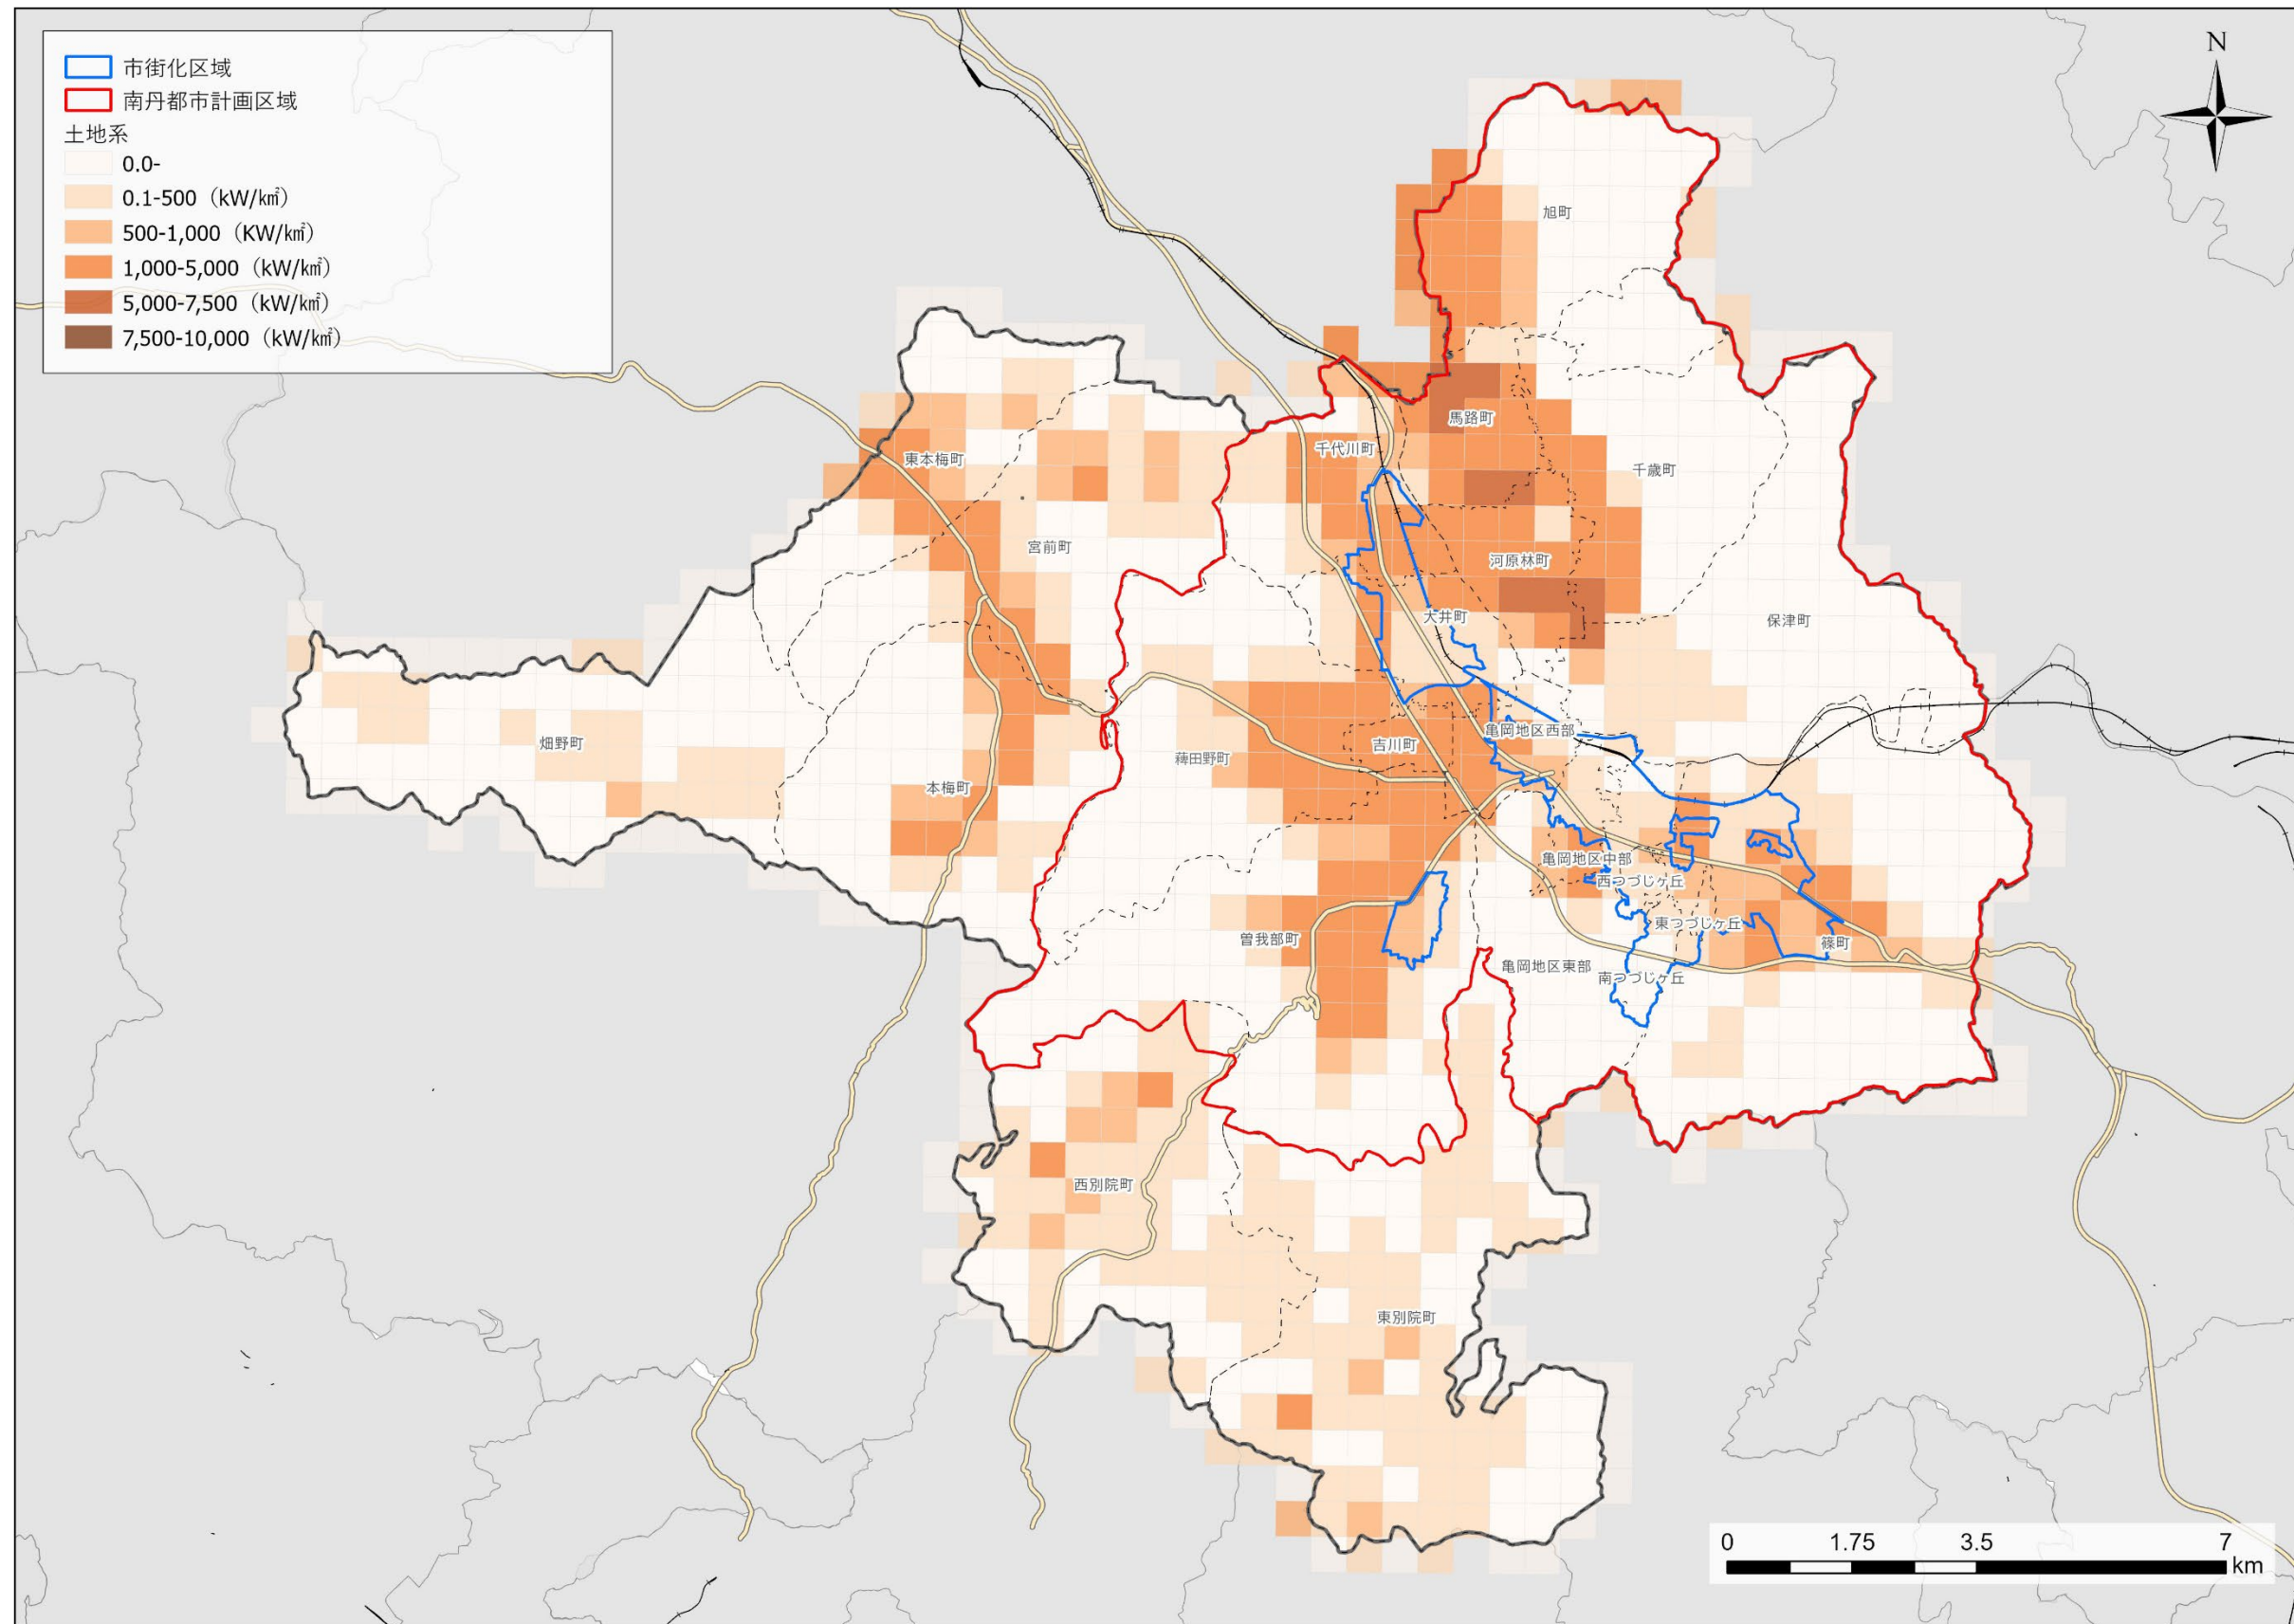 市街化区域
南丹都市計画区域
土地系
0.0-
0.1-500（kW/㎢）
500-1,000（KW/㎢）
1,000-5,000（kW/㎢）
5,000-7,500（kW/㎢）
7,500-10,000（kW/㎢）
N
旭町
馬路町
千代川町
東本梅町
千歳町
宮前町
河原林町
大井町
保津町
亀岡地区西部
畑野町
吉川町
薭田野町
本梅町
亀岡地区中部
西つづじヶ丘
東つづじヶ丘
曽我部町
篠町
亀岡地区東部
南つづじヶ丘
西別院町
東別院町
0 1.75 3.5 7
km